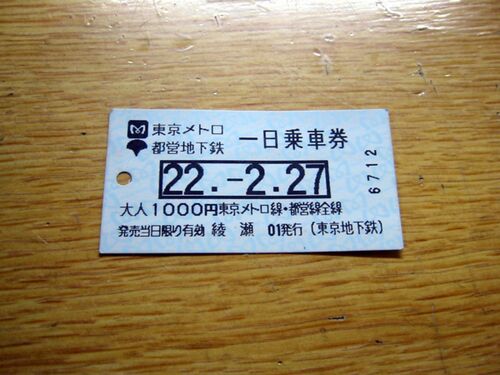 東京メトロ
都営地下鉄
一日乗車券
22.-2.27
大人1000円東京メトロ線・都営線全線
発売当日限り有効 綾瀬 01発行(東京地下鉄)
6712